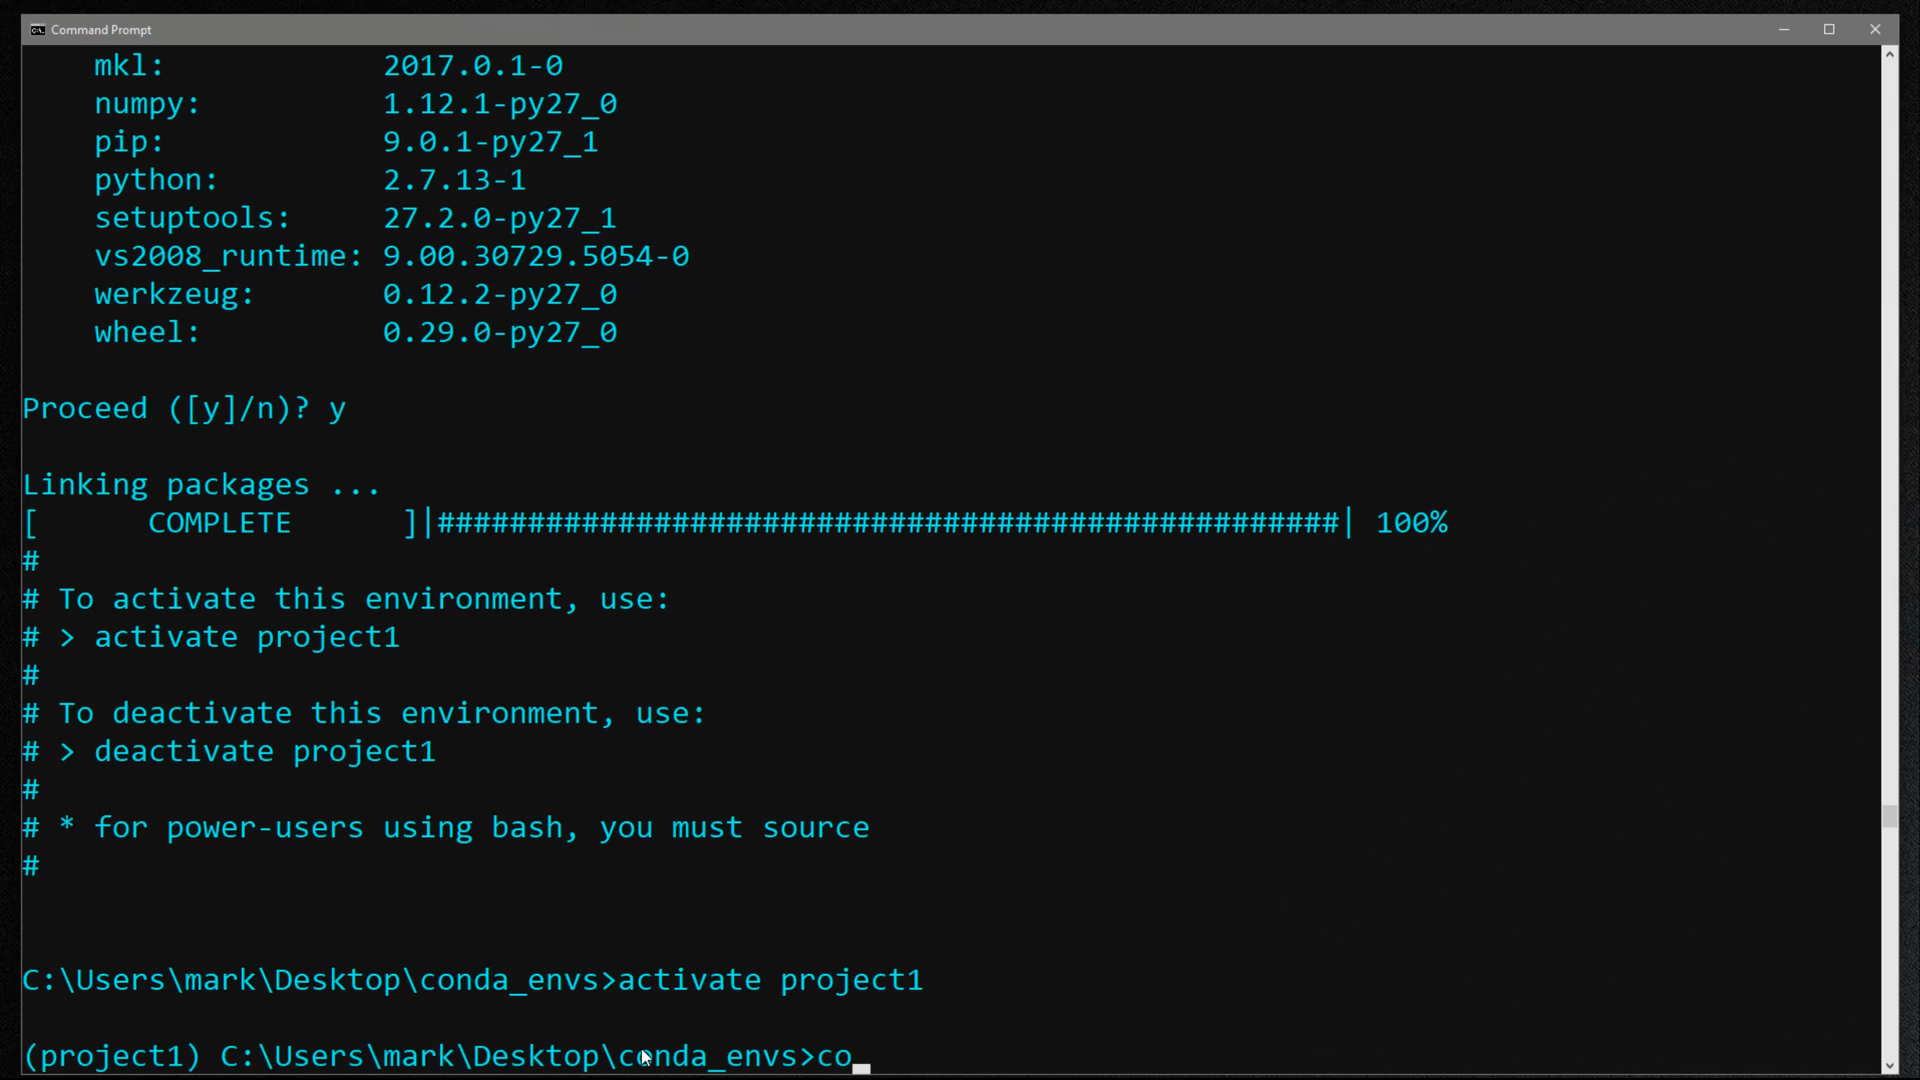 Command Prompt
mkl: 2017.0.1-0
numpy: 1.12.1-py27_0
pip: 9.0.1-py27_1
python: 2.7.13-1
setuptools: 27.2.0-py27_1
vs2008_runtime: 9.00.30729.5054-0
werkzeug: 0.12.2-py27_0
wheel: 0.29.0-py27_0
Proceed ([y]/n)? y
Linking packages ...
[ COMPLETE ]|##################################################| 100%
#
# To activate this environment, use:
# > activate project1
#
# To deactivate this environment, use:
# > deactivate project1
#
# * for power-users using bash, you must source
#
C:\Users\mark\Desktop\conda_envs>activate project1
(project1) C:\Users\mark\Desktop\conda_envs>co